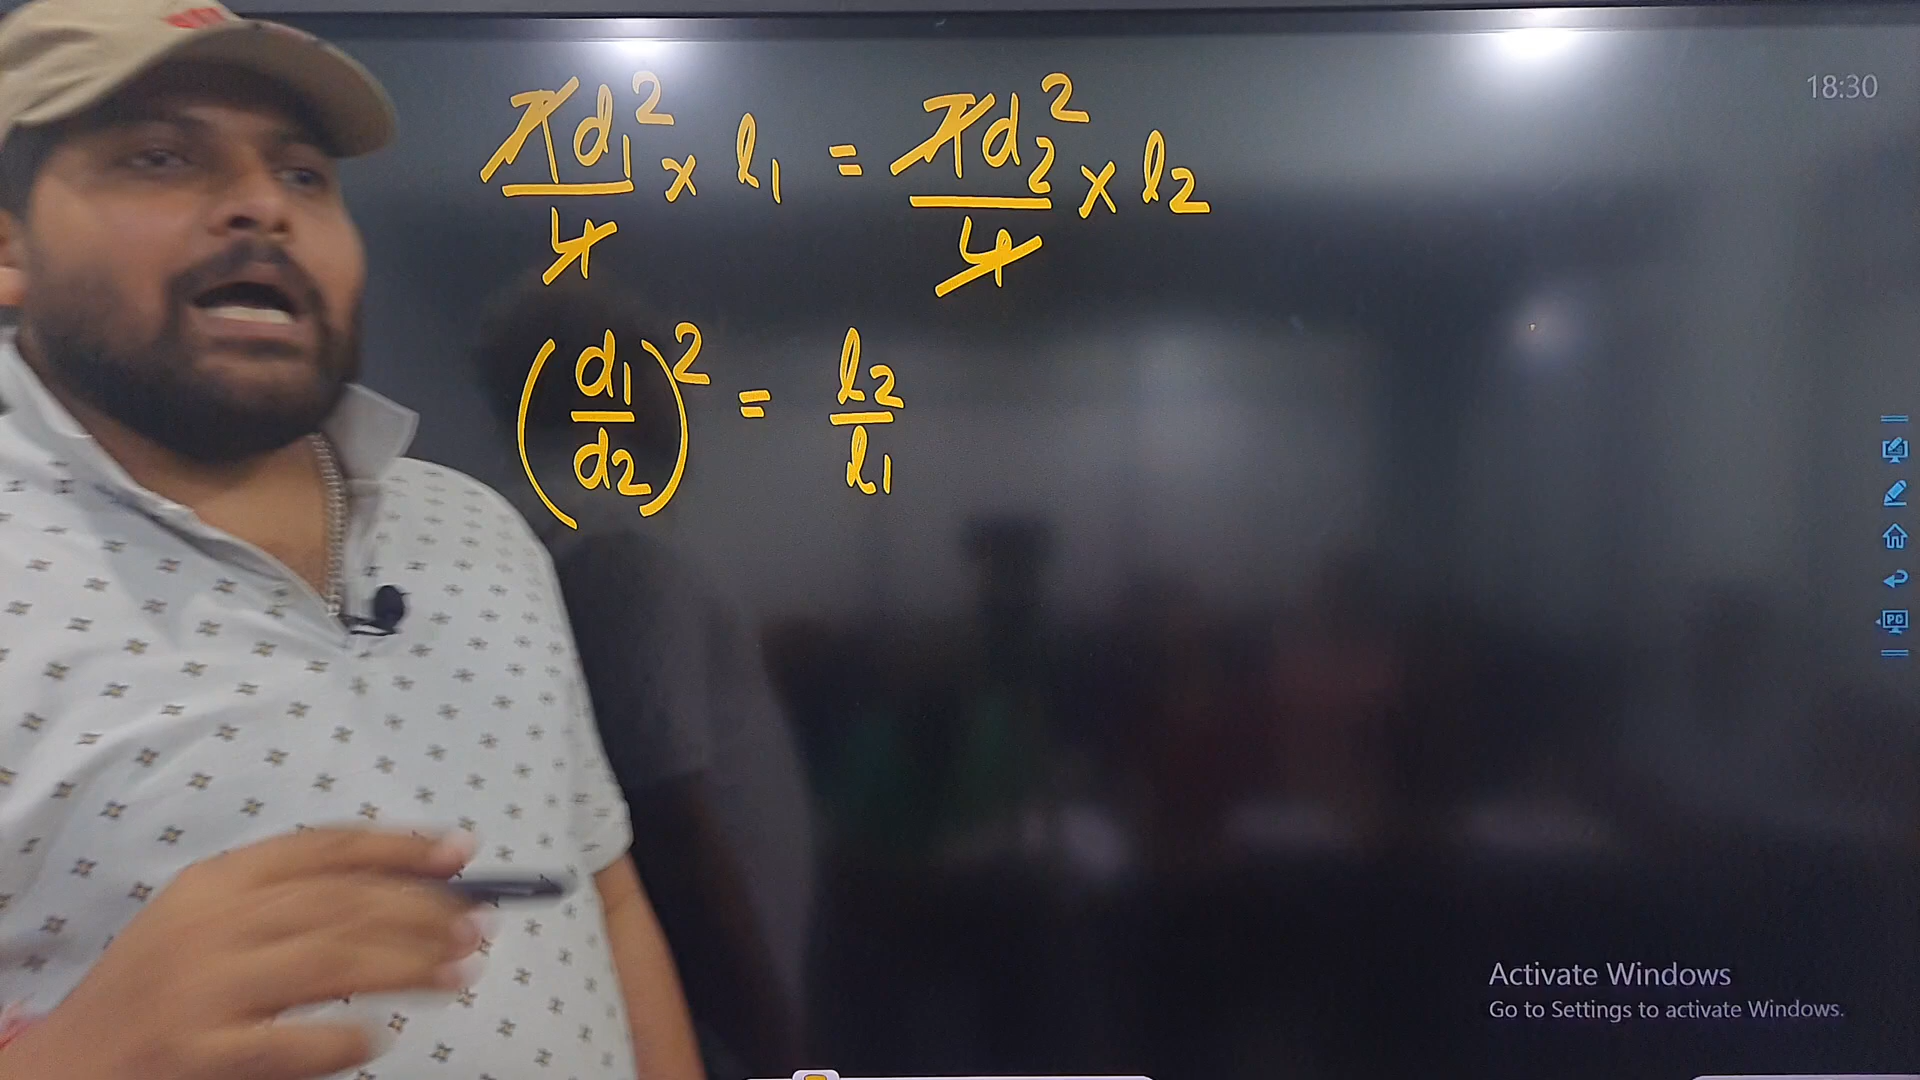 πd₁²/4 x l₁ = πd₂²/4 x l₂
(d₁/d₂)² = l₂/l₁
18:30
PC
Activate Windows
Go to Settings to activate Windows.